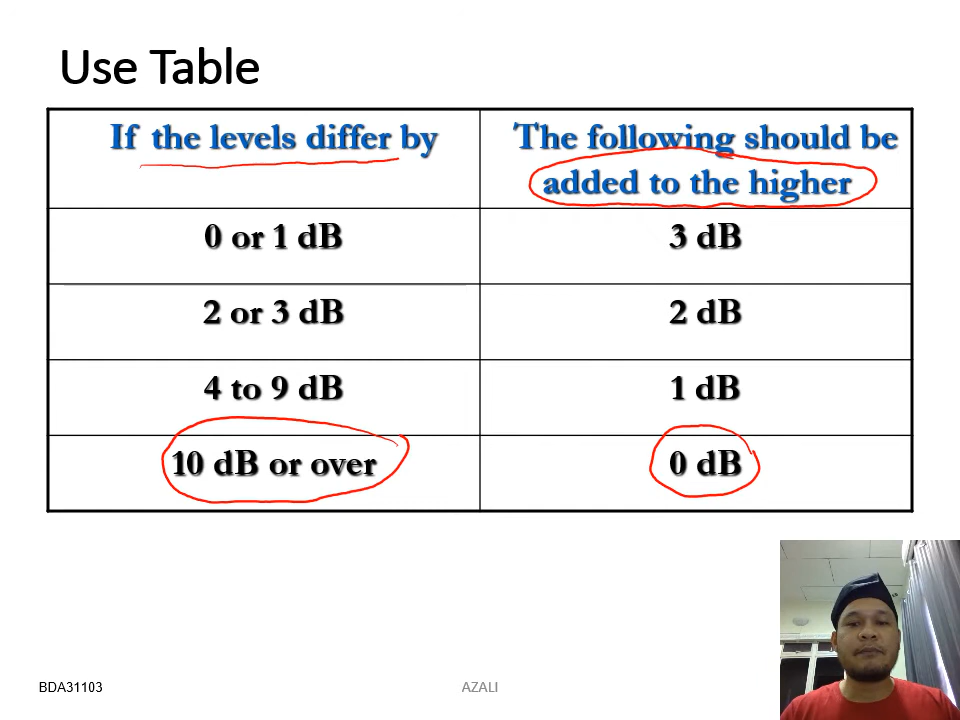 Use Table
If the levels differ by
The following should be
added to the higher
0 or 1 dB
3 dB
2 or 3 dB
2 dB
4 to 9 dB
1 dB
10 dB or over
0 dB
BDA31103
AZALI